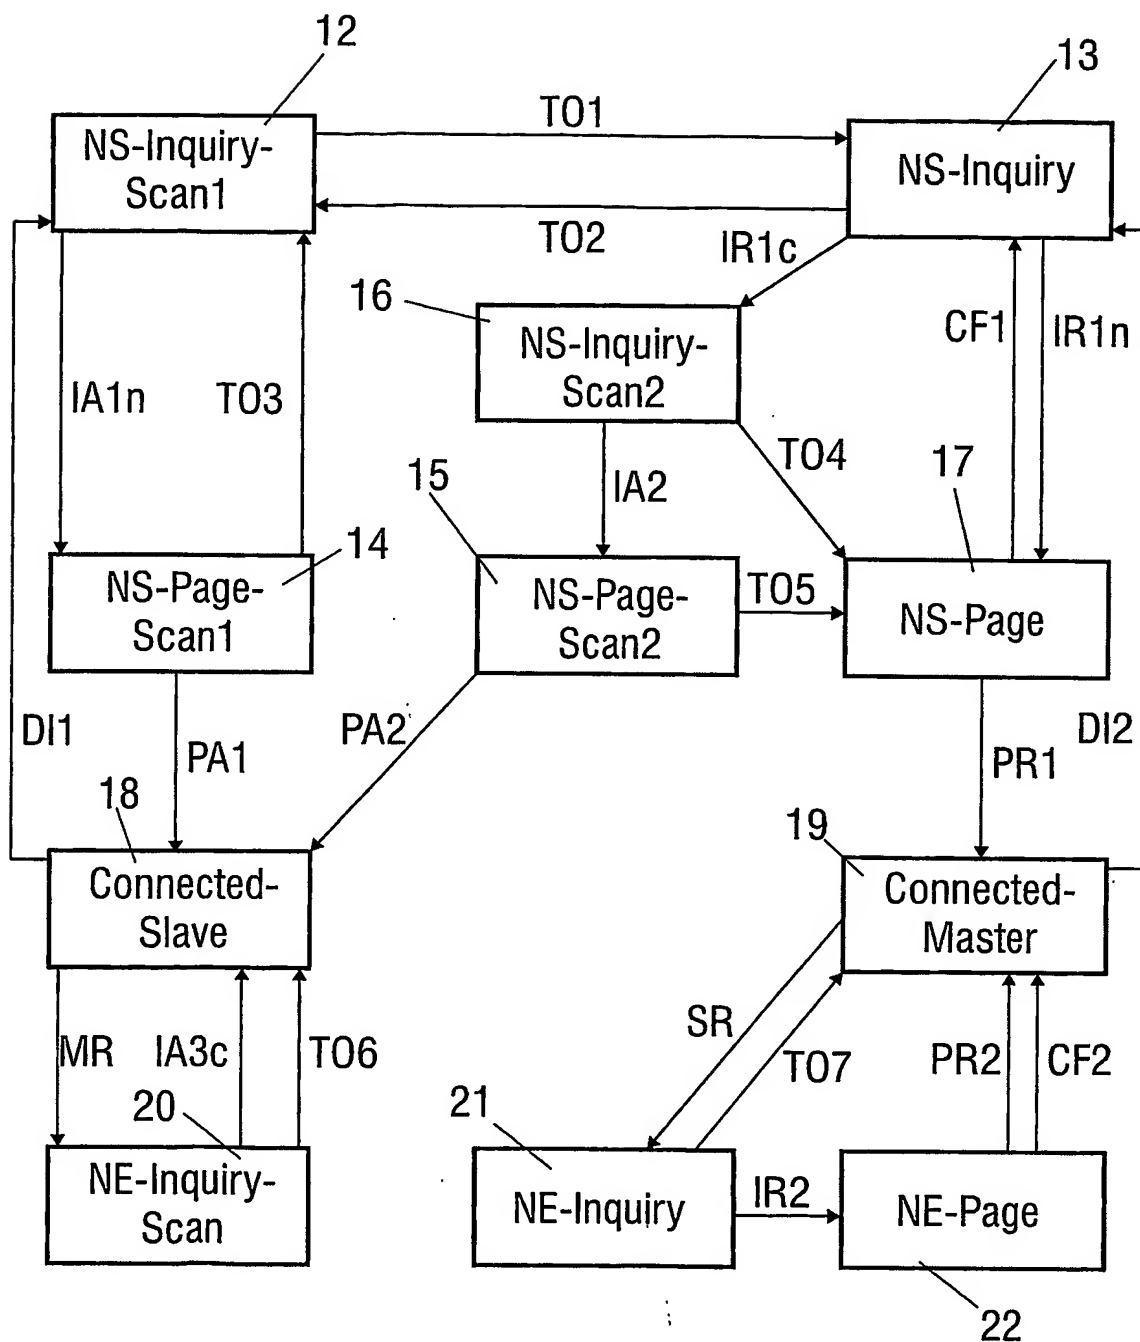 12
13
TO1
NS-Inquiry-
Scan1
NS-Inquiry
TO2
IR1c
16
NS-Inquiry-
Scan2
CF1
IR1n
IA1n
TO3
TO4
15
IA2
17
14
NS-Page-
Scan1
NS-Page-
Scan2
TO5
NS-Page
DI1
PA1
PA2
PR1
DI2
18
19
Connected-
Slave
Connected-
Master
MR
IA3c
TO6
SR
TO7
PR2
CF2
20
21
NE-Inquiry-
Scan
NE-Inquiry
IR2
NE-Page
22